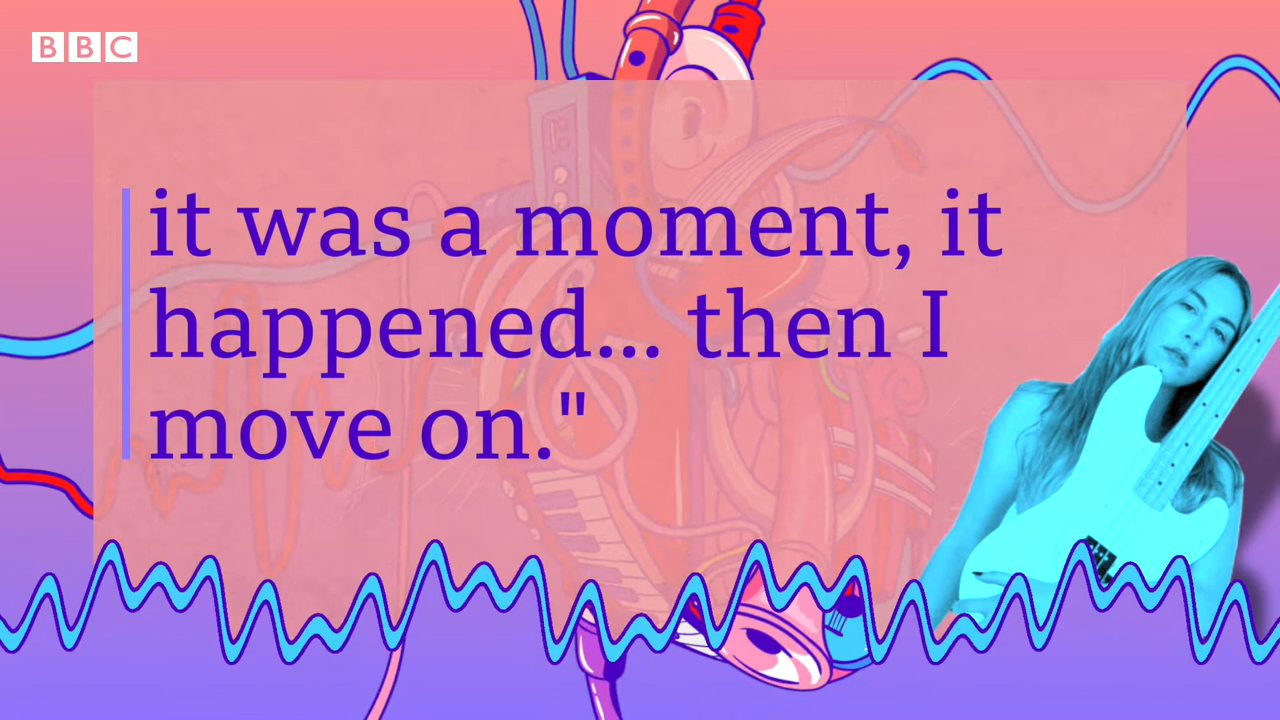 BBC
it was a moment, it
happened... then I
move on."